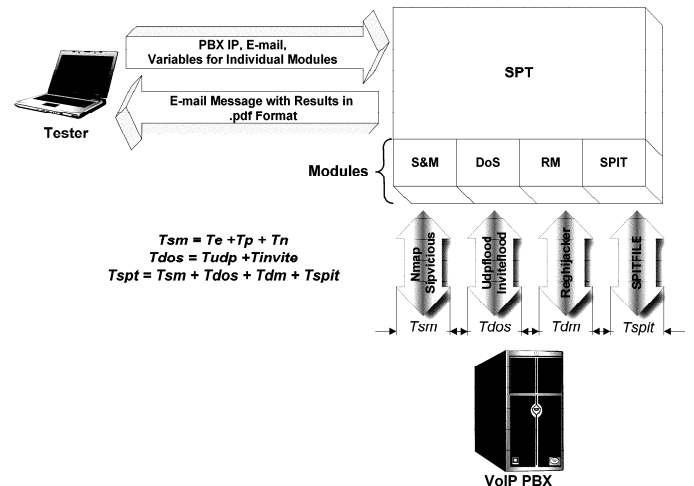 PBX IP, E-mail,
Variables for Individual Modules
SPT
E-mail Message with Results in
.pdf Format
Tester
Modules
S&M
DoS
RM
SPIT
Tsm = Te +Tp + Tn
Tdos = Tudp +Tinvite
Tspt = Tsm + Tdos + Tdm + Tspit
Nmap
Sipvicious
Udpflood
Inviteflood
Reghijacker
SPITFILE
Tsm
Tdos
Tdm
Tspit
VoIP PBX